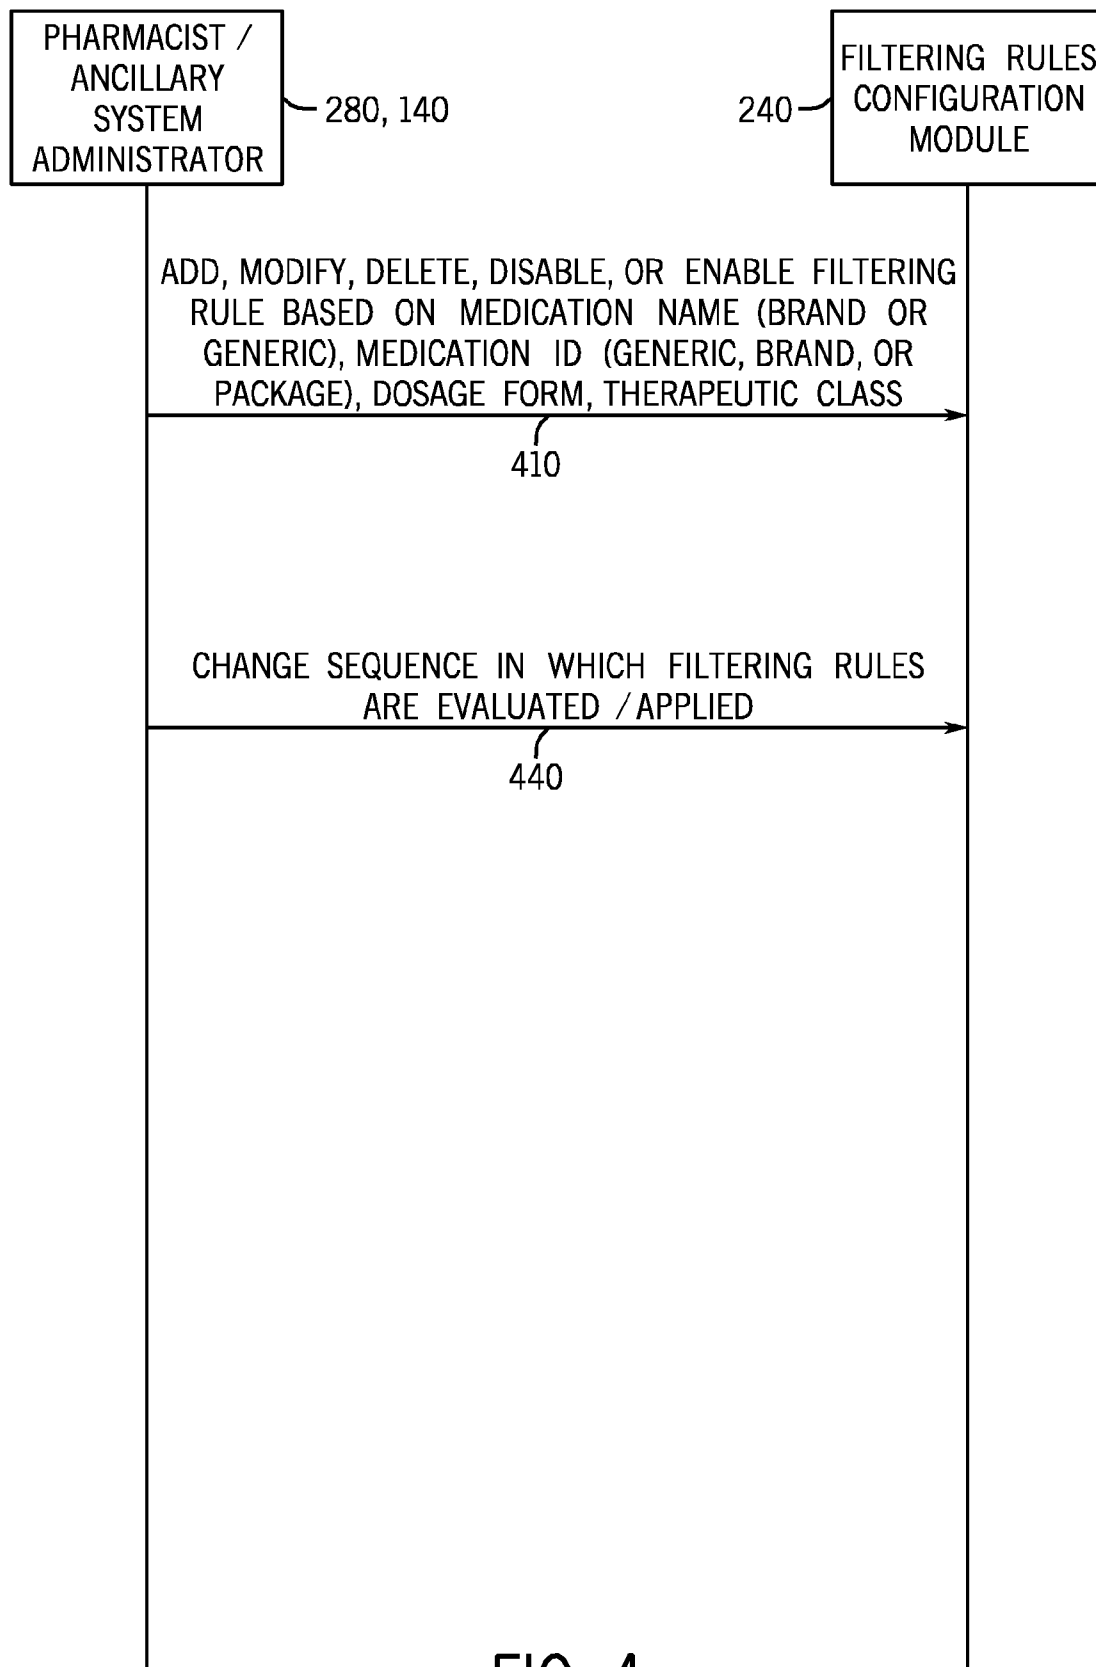 PHARMACIST /
ANCILLARY
SYSTEM
ADMINISTRATOR
280, 140
240
FILTERING RULES
CONFIGURATION
MODULE
ADD, MODIFY, DELETE, DISABLE, OR ENABLE FILTERING
RULE BASED ON MEDICATION NAME (BRAND OR
GENERIC), MEDICATION ID (GENERIC, BRAND, OR
PACKAGE), DOSAGE FORM, THERAPEUTIC CLASS
410
CHANGE SEQUENCE IN WHICH FILTERING RULES
ARE EVALUATED / APPLIED
440
FIG. 4